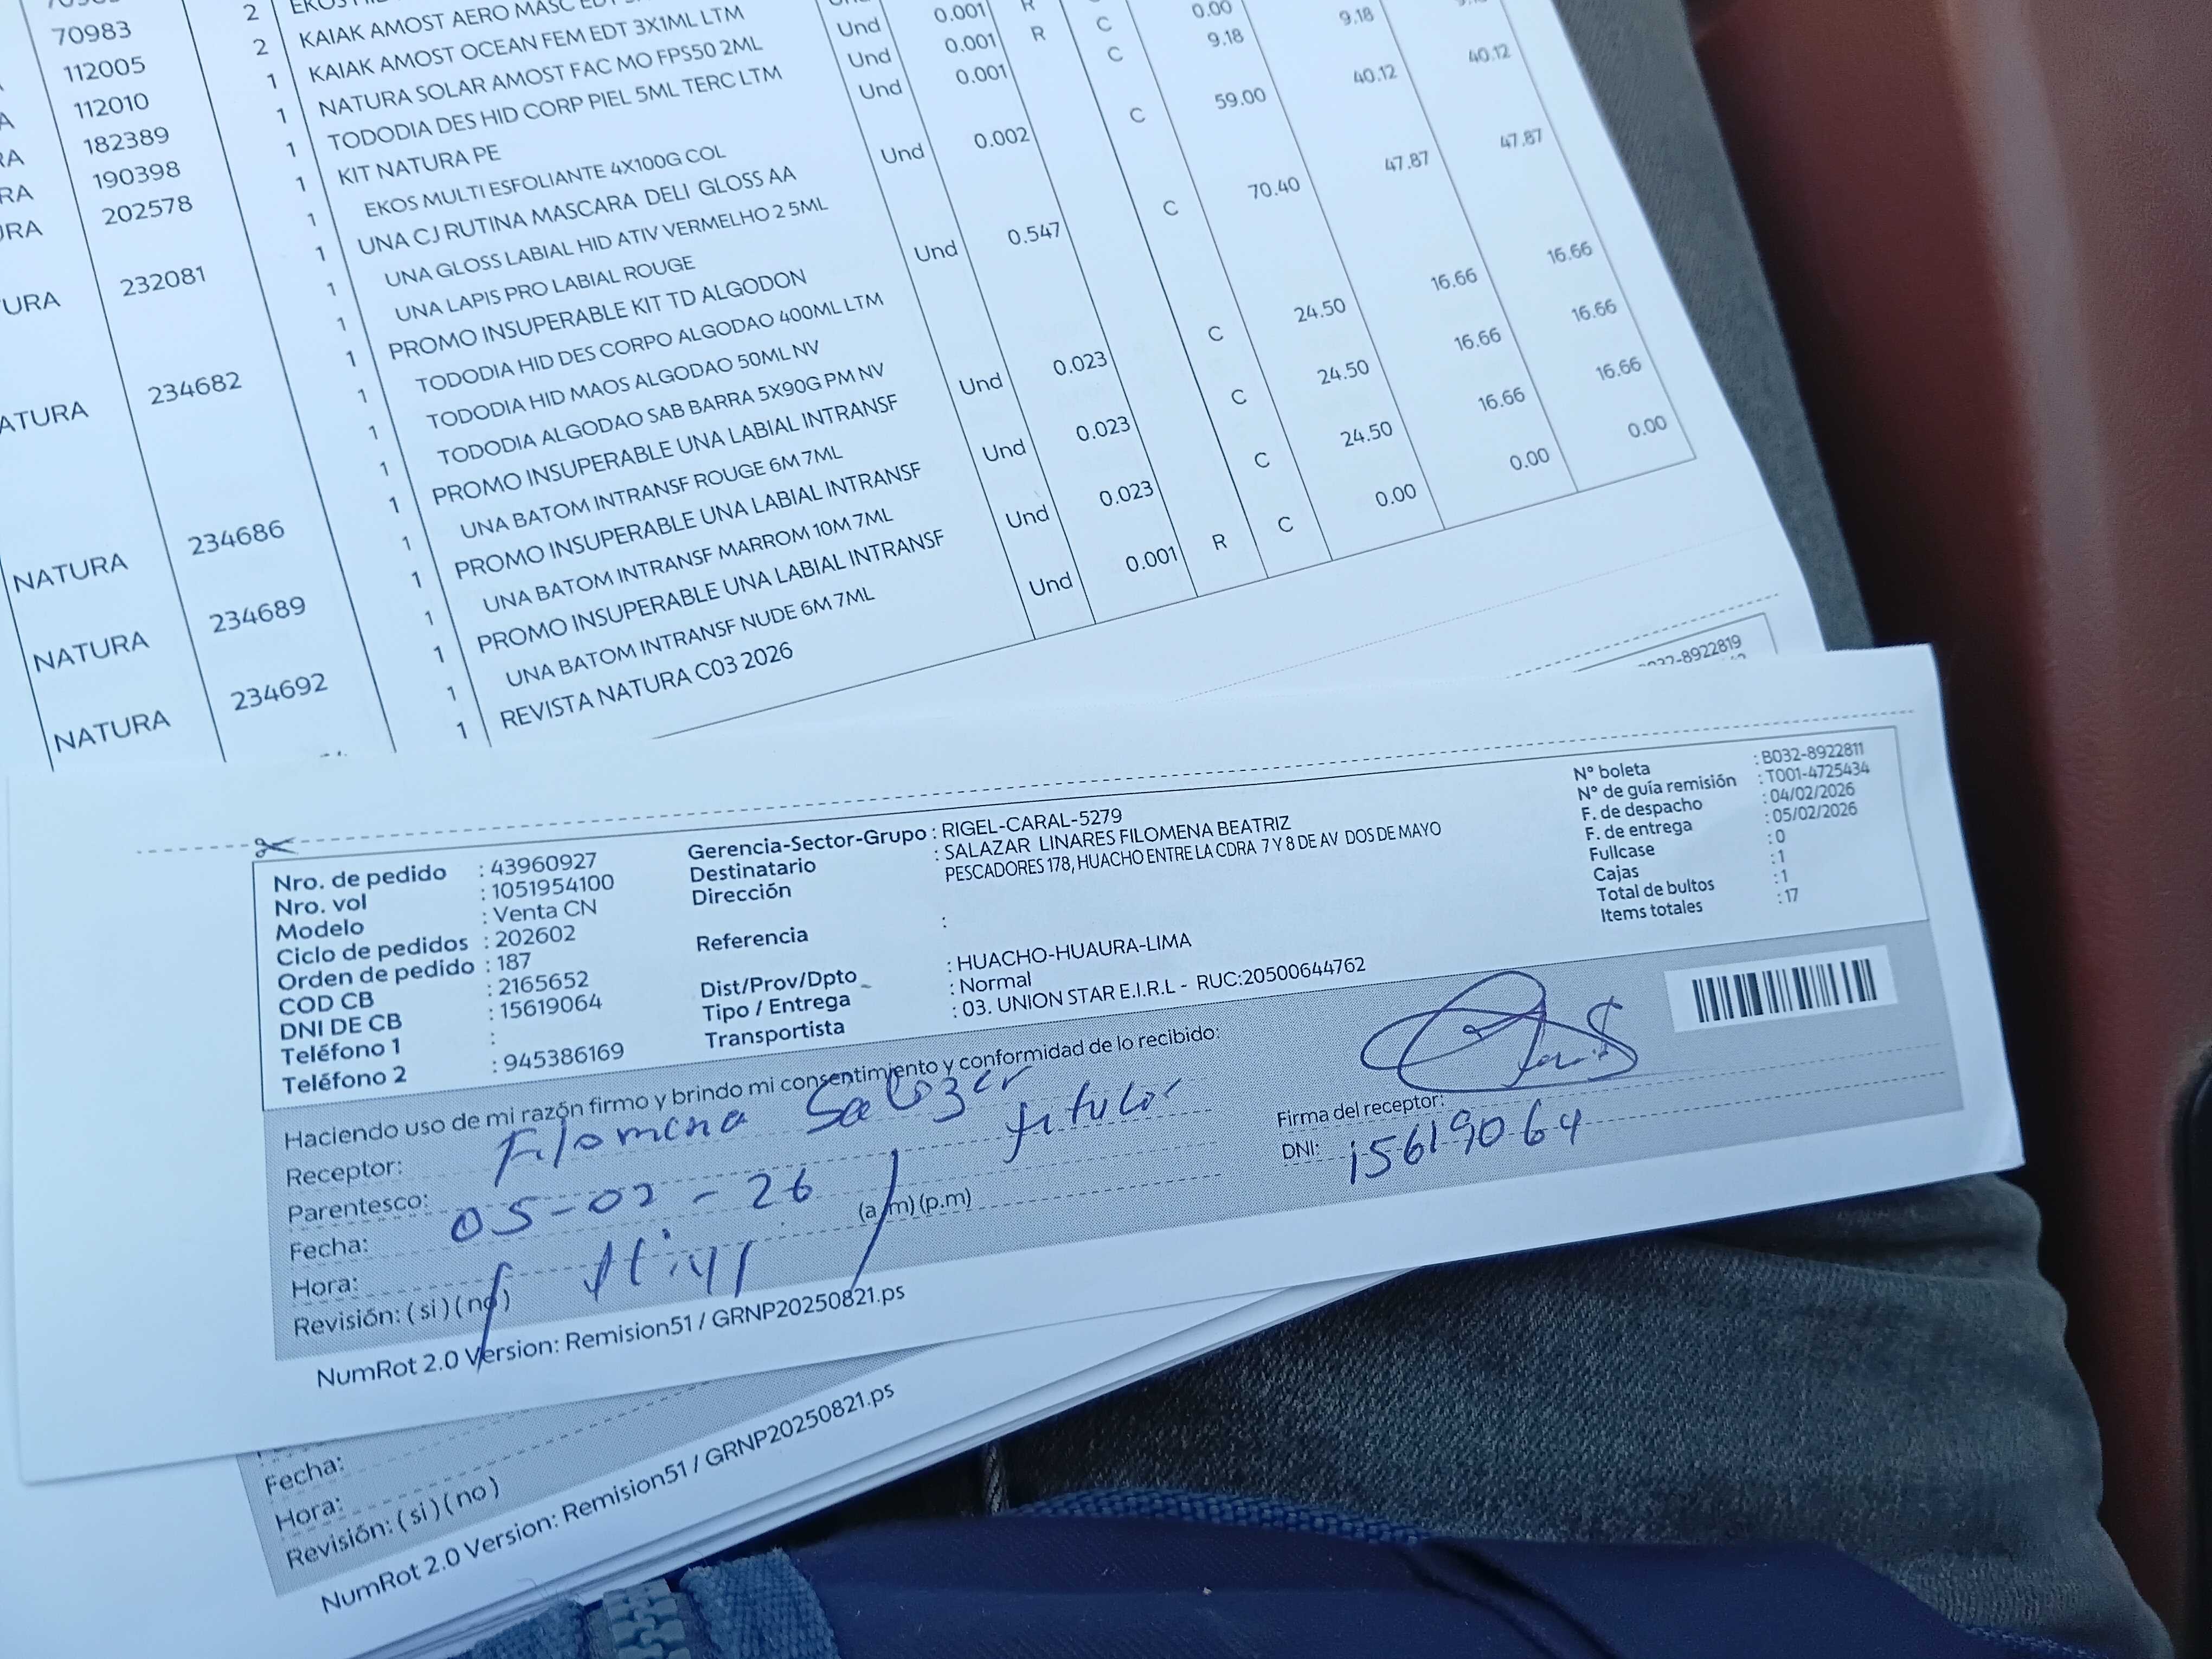 70983 2
112005 2 KAIAK AMOST AERO MASC
112010 1 KAIAK AMOST OCEAN FEM EDT 3X1ML LTM Und 0.001 R C 0.00
182389 1 NATURA SOLAR AMOST FAC MO FPS50 2ML Und 0.001 R C 9.18 9.18
190398 1 TODODIA DES HID CORP PIEL 5ML TERC LTM Und 0.001
202578 1 KIT NATURA PE Und 0.002 C 59.00 40.12 40.12
1 EKOS MULTI ESFOLIANTE 4X100G COL
232081 1 UNA CJ RUTINA MASCARA DELI GLOSS AA
1 UNA GLOSS LABIAL HID ATIV VERMELHO 2 5ML
1 UNA LAPIS PRO LABIAL ROUGE
234682 1 PROMO INSUPERABLE KIT TD ALGODON Und 0.547 C 70.40 47.87 47.87
1 TODODIA HID DES CORPO ALGODAO 400ML LTM
1 TODODIA HID MAOS ALGODAO 50ML NV
1 TODODIA ALGODAO SAB BARRA 5X90G PM NV
NATURA 234686 1 PROMO INSUPERABLE UNA LABIAL INTRANSF Und 0.023 C 24.50 16.66 16.66
1 UNA BATOM INTRANSF ROUGE 6M 7ML
NATURA 234689 1 PROMO INSUPERABLE UNA LABIAL INTRANSF Und 0.023 C 24.50 16.66 16.66
1 UNA BATOM INTRANSF MARROM 10M 7ML
NATURA 234692 1 PROMO INSUPERABLE UNA LABIAL INTRANSF Und 0.023 C 24.50 16.66 16.66
1 UNA BATOM INTRANSF NUDE 6M 7ML
1 REVISTA NATURA C03 2026 Und 0.001 R C 0.00 0.00 0.00
-8922819
Nro. de pedido : 43960927
Nro. vol : 1051954100
Modelo : Venta CN
Ciclo de pedidos : 202602
Orden de pedido : 187
COD CB : 2165652
DNI DE CB : 15619064
Teléfono 1 :
Teléfono 2 : 945386169
Gerencia-Sector-Grupo : RIGEL-CARAL-5279
Destinatario : SALAZAR LINARES FILOMENA BEATRIZ
Dirección PESCADORES 178, HUACHO ENTRE LA CDRA 7 Y 8 DE AV DOS DE MAYO
Referencia :
Dist/Prov/Dpto : HUACHO-HUAURA-LIMA
Tipo / Entrega : Normal
Transportista : 03. UNION STAR E.I.R.L - RUC:20500644762
N° boleta : B032-8922811
N° de guía remisión : T001-4725434
F. de despacho : 04/02/2026
F. de entrega : 05/02/2026
Fullcase : 0
Cajas : 1
Total de bultos : 1
Items totales : 17
Haciendo uso de mi razón firmo y brindo mi consentimiento y conformidad de lo recibido:
Receptor: Filomena Salazar
Parentesco: titular
Fecha: 05-02-26
Hora: (a.m) (p.m)
Revisión: ( si ) ( no )
Firma del receptor:
DNI: 15619064
NumRot 2.0 Version: Remision51 / GRNP20250821.ps
Fecha:
Hora:
Revisión: ( si ) ( no )
NumRot 2.0 Version: Remision51 / GRNP20250821.ps